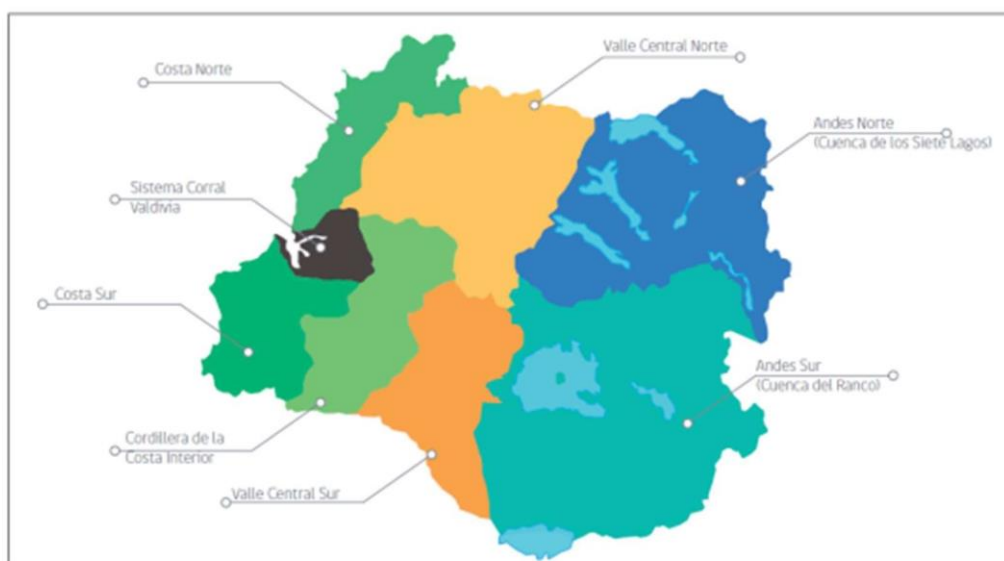 Valle Central Norte
Costa Norte
Andes Norte
(Cuenca de los Siete Lagos)
Sistema Corral
Valdivia
Costa Sur
Andes Sur
(Cuenca del Ranco)
Cordillera de la
Costa Interior
Valle Central Sur